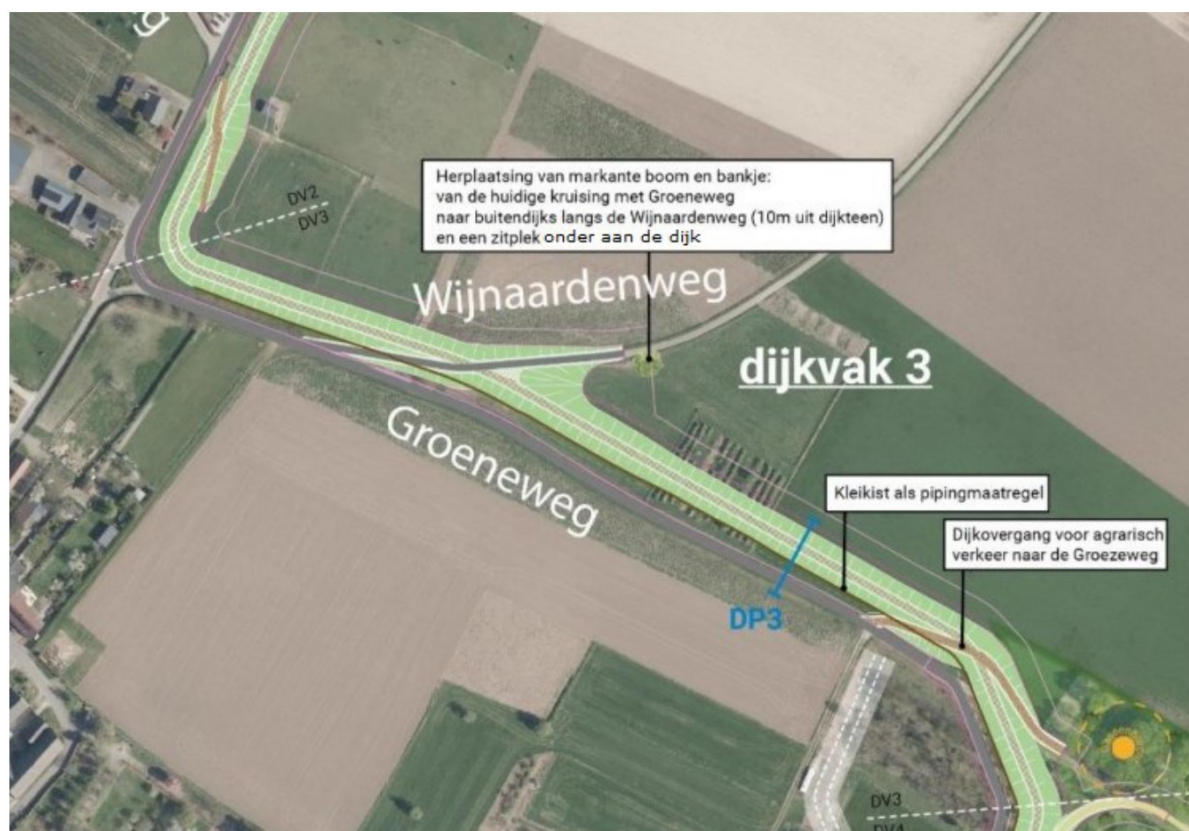 g
DV2
DV3
Herplaatsing van markante boom en bankje:
van de huidige kruising met Groeneweg
naar buitendijks langs de Wijnaardenweg (10m uit dijkteen)
en een zitplek onder aan de dijk
Wijnaardenweg
dijkvak 3
Groeneweg
Kleikist als pipingmaatregel
Dijkovergang voor agrarisch
verkeer naar de Groezeweg
DP3
DV3
DV4